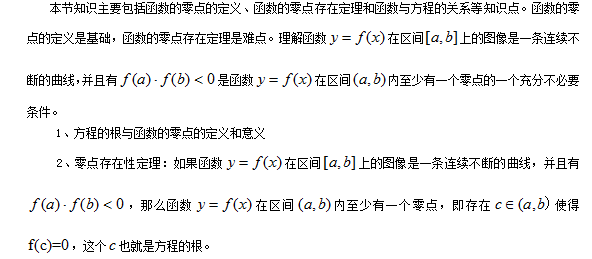 本节知识主要包括函数的零点的定义、函数的零点存在定理和函数与方程的关系等知识点。函数的零
点的定义是基础，函数的零点存在定理是难点。理解函数 y = f(x) 在区间[a,b]上的图像是一条连续不
断的曲线，并且有 f(a)·f(b) < 0 是函数 y = f(x) 在区间 (a,b) 内至少有一个零点的一个充分不必要
条件。
1、方程的根与函数的零点的定义和意义
2、零点存在性定理：如果函数 y = f(x) 在区间[a,b]上的图像是一条连续不断的曲线，并且有
f(a)·f(b) < 0，那么函数 y = f(x) 在区间 (a,b) 内至少有一个零点，即存在 c ∈ (a,b) 使得
f(c)=0，这个 c 也就是方程的根。